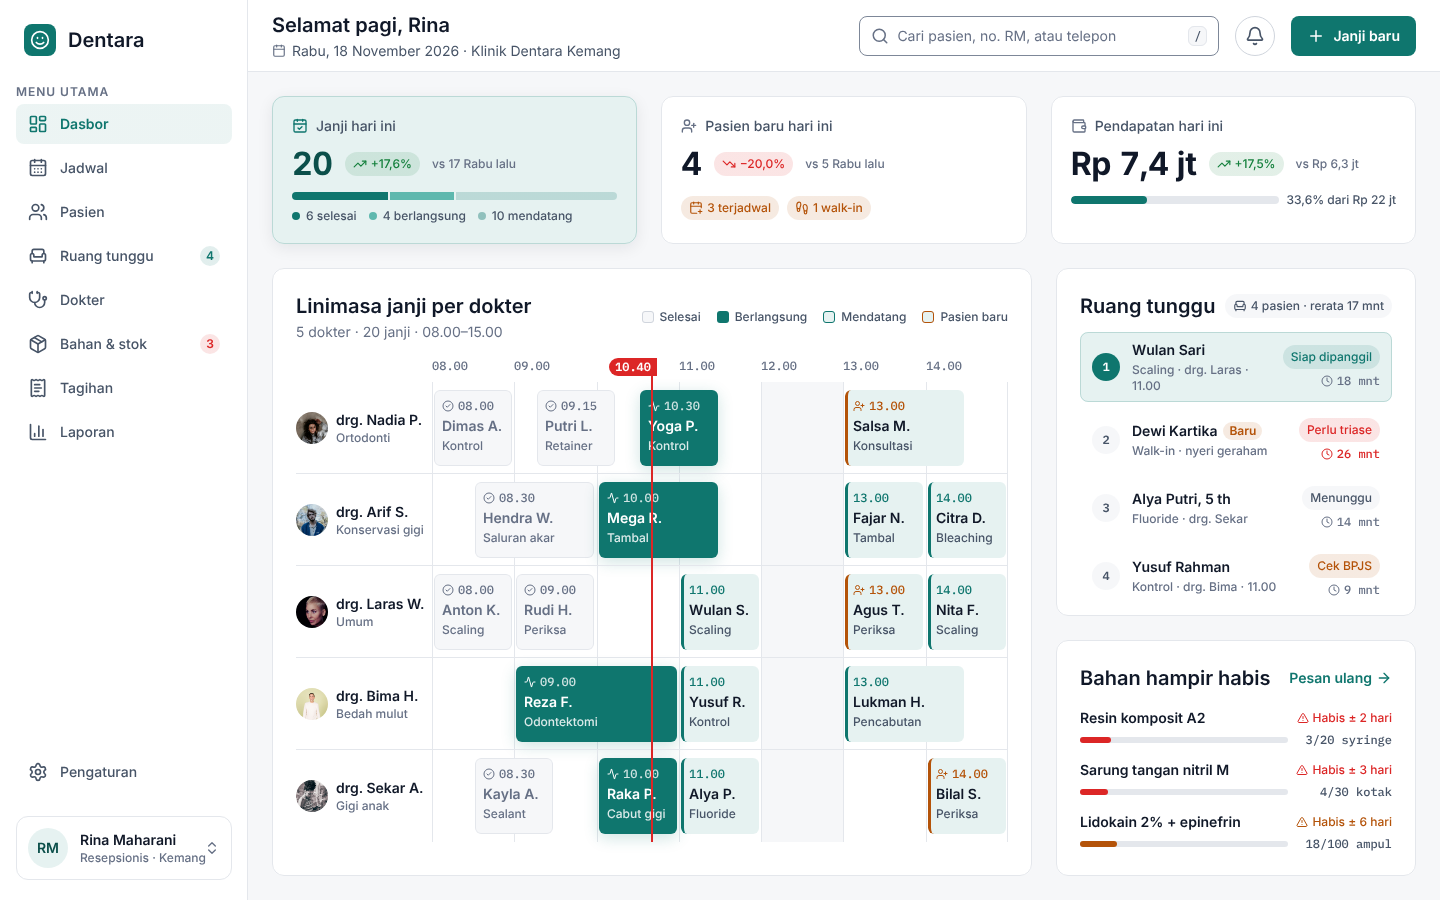 Dentara
MENU UTAMA
Dasbor
Jadwal
Pasien
Ruang tunggu 4
Dokter
Bahan & stok 3
Tagihan
Laporan
Pengaturan
RM
Rina Maharani
Resepsionis · Kemang
Selamat pagi, Rina
Rabu, 18 November 2026 · Klinik Dentara Kemang
Cari pasien, no. RM, atau telepon /
Janji baru
Janji hari ini
20 +17,6% vs 17 Rabu lalu
6 selesai 4 berlangsung 10 mendatang
Pasien baru hari ini
4 −20,0% vs 5 Rabu lalu
3 terjadwal 1 walk-in
Pendapatan hari ini
Rp 7,4 jt +17,5% vs Rp 6,3 jt
33,6% dari Rp 22 jt
Linimasa janji per dokter
5 dokter · 20 janji · 08.00–15.00
Selesai Berlangsung Mendatang Pasien baru
08.00 09.00 10.40 11.00 12.00 13.00 14.00
drg. Nadia P.
Ortodonti
08.00
Dimas A.
Kontrol
09.15
Putri L.
Retainer
10.30
Yoga P.
Kontrol
13.00
Salsa M.
Konsultasi
drg. Arif S.
Konservasi gigi
08.30
Hendra W.
Saluran akar
10.00
Mega R.
Tambal
13.00
Fajar N.
Tambal
14.00
Citra D.
Bleaching
drg. Laras W.
Umum
08.00
Anton K.
Scaling
09.00
Rudi H.
Periksa
11.00
Wulan S.
Scaling
13.00
Agus T.
Periksa
14.00
Nita F.
Scaling
drg. Bima H.
Bedah mulut
09.00
Reza F.
Odontektomi
11.00
Yusuf R.
Kontrol
13.00
Lukman H.
Pencabutan
drg. Sekar A.
Gigi anak
08.30
Kayla A.
Sealant
10.00
Raka P.
Cabut gigi
11.00
Alya P.
Fluoride
14.00
Bilal S.
Periksa
Ruang tunggu 4 pasien · rerata 17 mnt
1
Wulan Sari
Scaling · drg. Laras ·
11.00
Siap dipanggil
18 mnt
2
Dewi Kartika Baru
Walk-in · nyeri geraham
Perlu triase
26 mnt
3
Alya Putri, 5 th
Fluoride · drg. Sekar
Menunggu
14 mnt
4
Yusuf Rahman
Kontrol · drg. Bima · 11.00
Cek BPJS
9 mnt
Bahan hampir habis Pesan ulang
Resin komposit A2 Habis ± 2 hari
3/20 syringe
Sarung tangan nitril M Habis ± 3 hari
4/30 kotak
Lidokain 2% + epinefrin Habis ± 6 hari
18/100 ampul